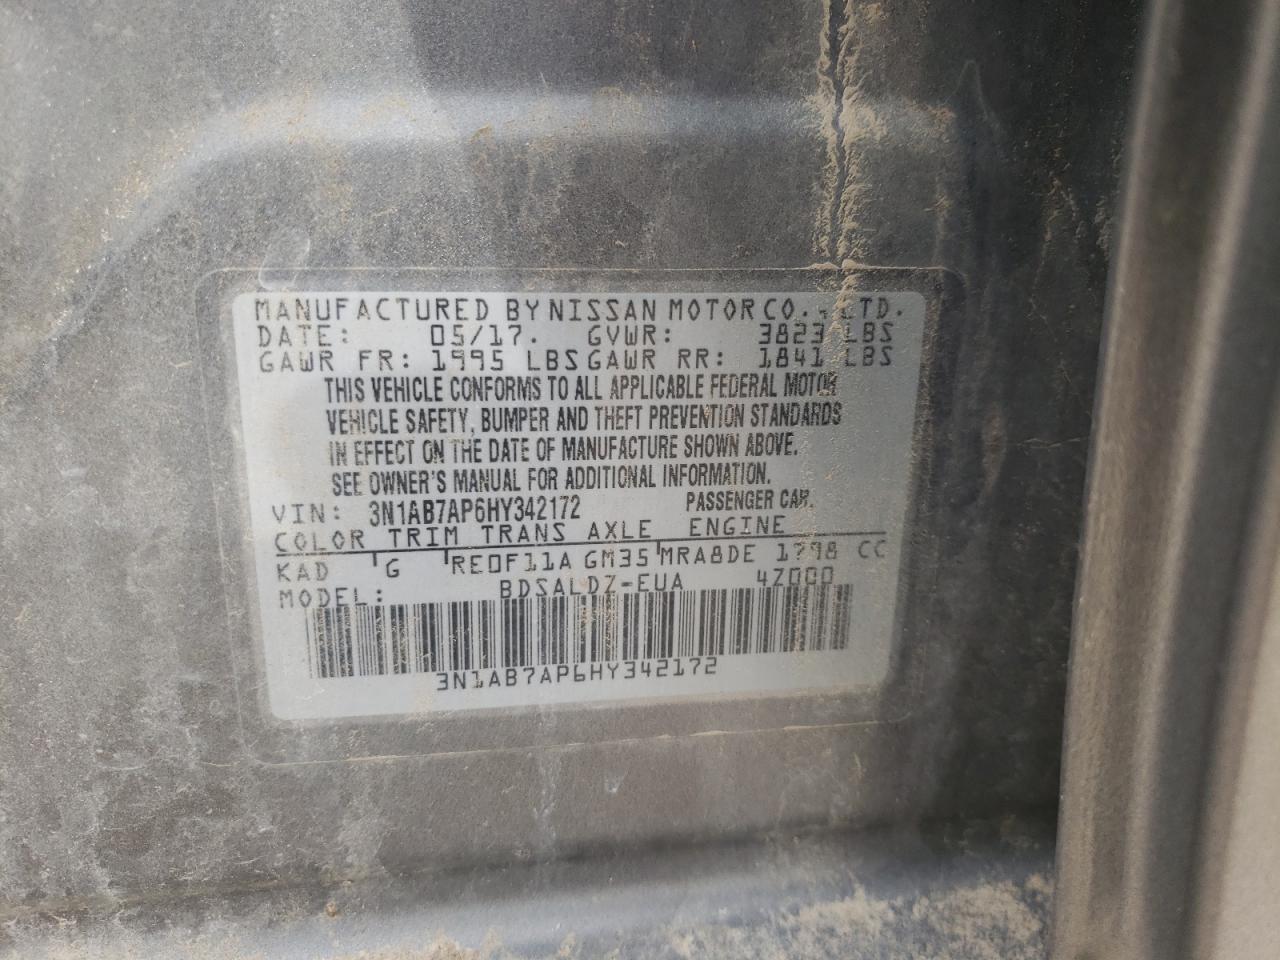 MANUFACTURED BY NISSAN MOTOR CO., LTD.
DATE: 05/17. GVWR: 3823 LBS
GAWR FR: 1995 LBS GAWR RR: 1841 LBS
THIS VEHICLE CONFORMS TO ALL APPLICABLE FEDERAL MOTOR
VEHICLE SAFETY, BUMPER AND THEFT PREVENTION STANDARDS
IN EFFECT ON THE DATE OF MANUFACTURE SHOWN ABOVE.
SEE OWNER'S MANUAL FOR ADDITIONAL INFORMATION.
VIN: 3N1AB7AP6HY342172 PASSENGER CAR.
COLOR TRIM TRANS AXLE ENGINE
KAD G RE0F11A GM35 MRA8DE 1798 CC
MODEL: BDSALDZ-EUA 4Z000
3N1AB7AP6HY342172